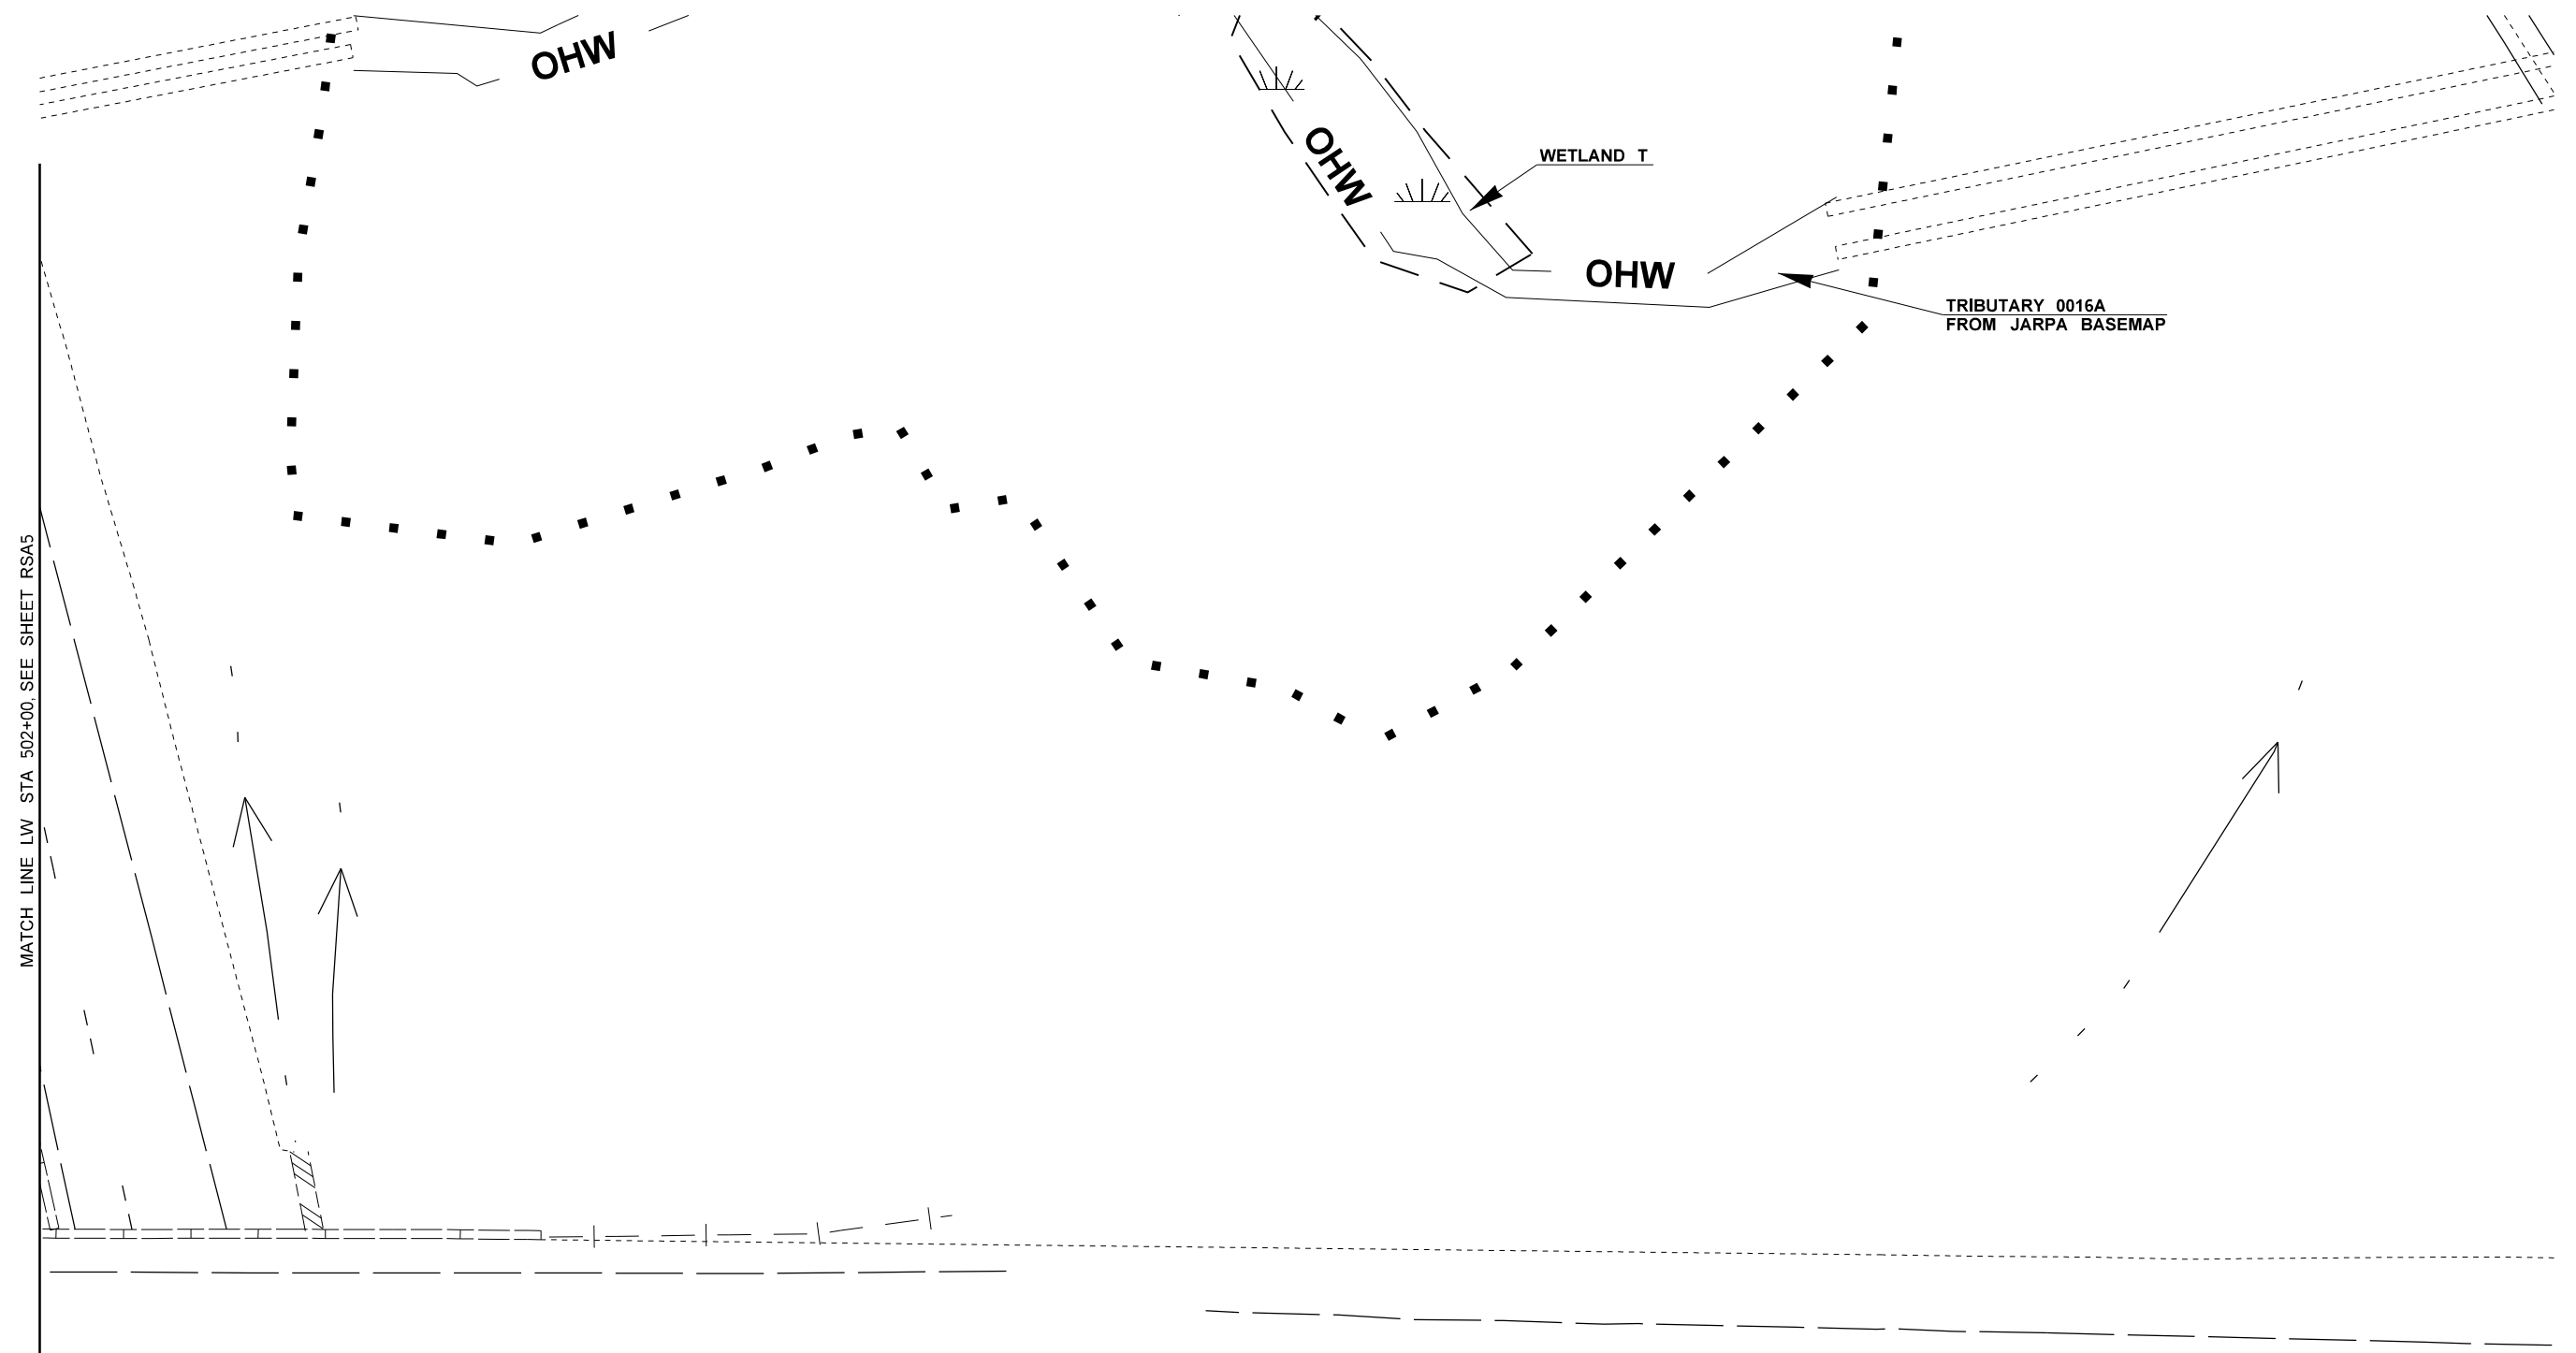 OHW
OHW
WETLAND T
OHW
TRIBUTARY 0016A
FROM JARPA BASEMAP
MATCH LINE LW STA 502+00, SEE SHEET RSA5